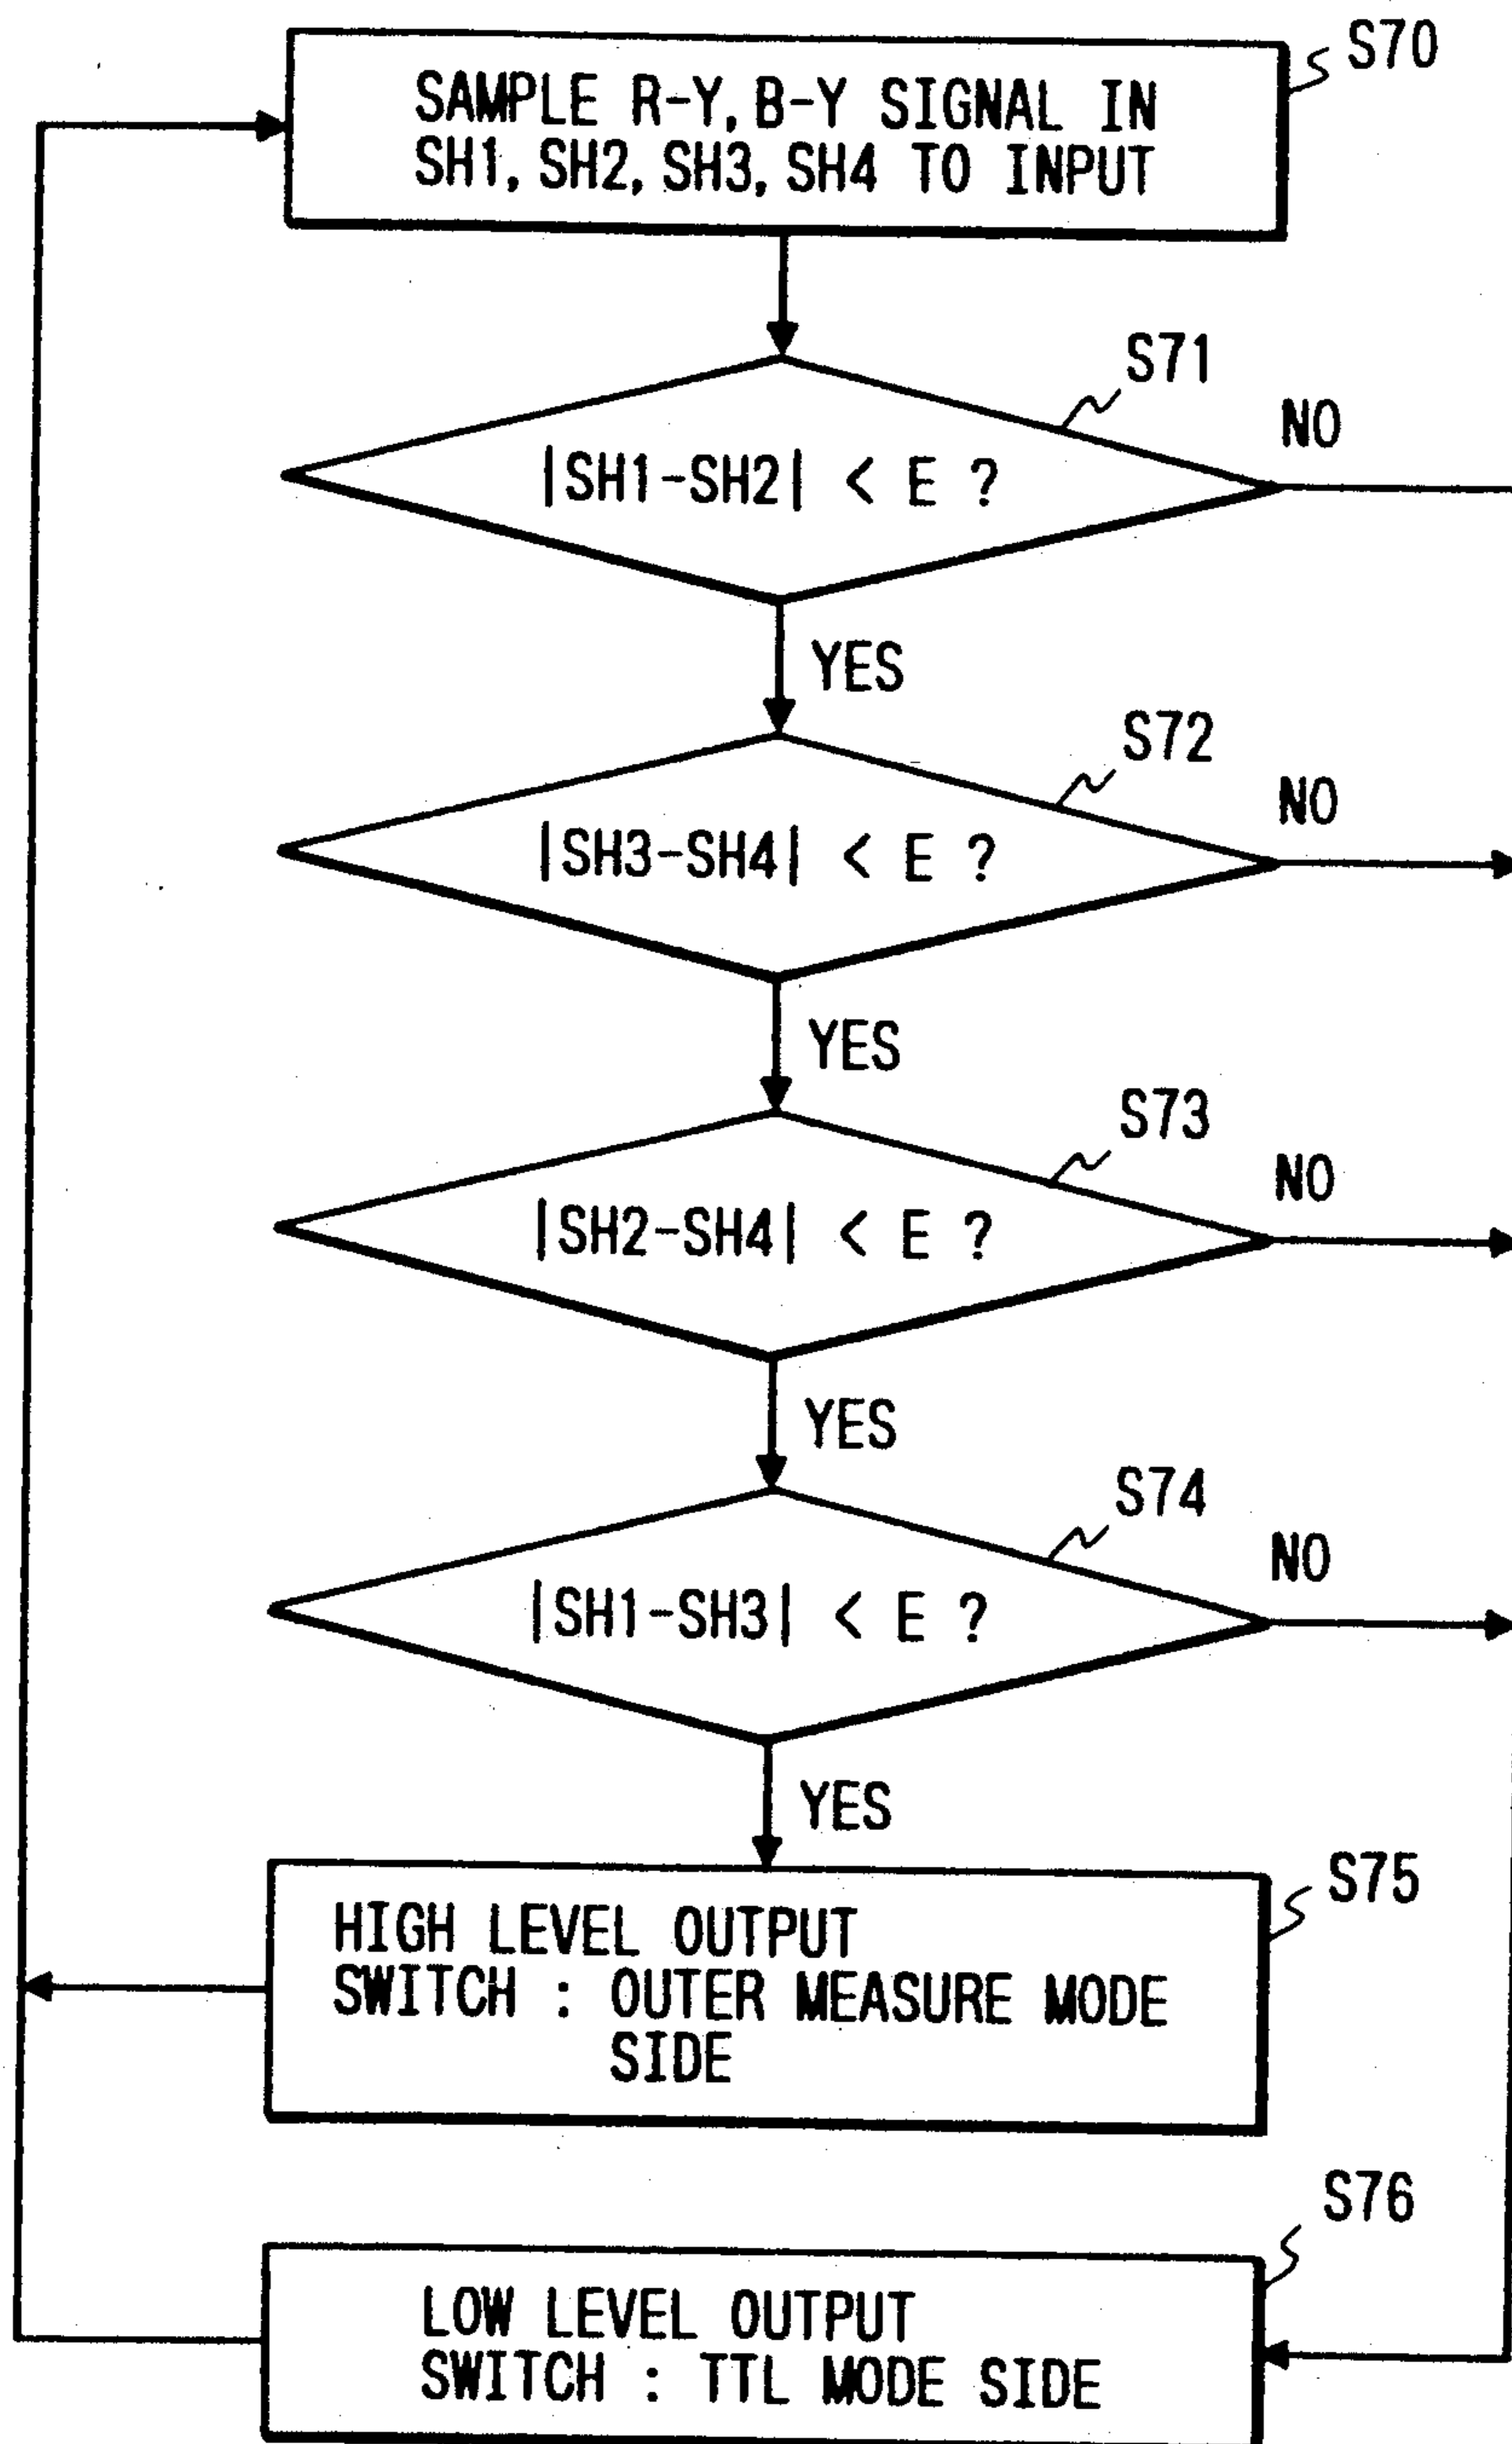 S70
SAMPLE R-Y, B-Y SIGNAL IN
SH1, SH2, SH3, SH4 TO INPUT
S71
NO
|SH1-SH2| < E ?
YES
S72
NO
|SH3-SH4| < E ?
YES
S73
NO
|SH2-SH4| < E ?
YES
S74
NO
|SH1-SH3| < E ?
YES
S75
HIGH LEVEL OUTPUT
SWITCH : OUTER MEASURE MODE
SIDE
S76
LOW LEVEL OUTPUT
SWITCH : TTL MODE SIDE